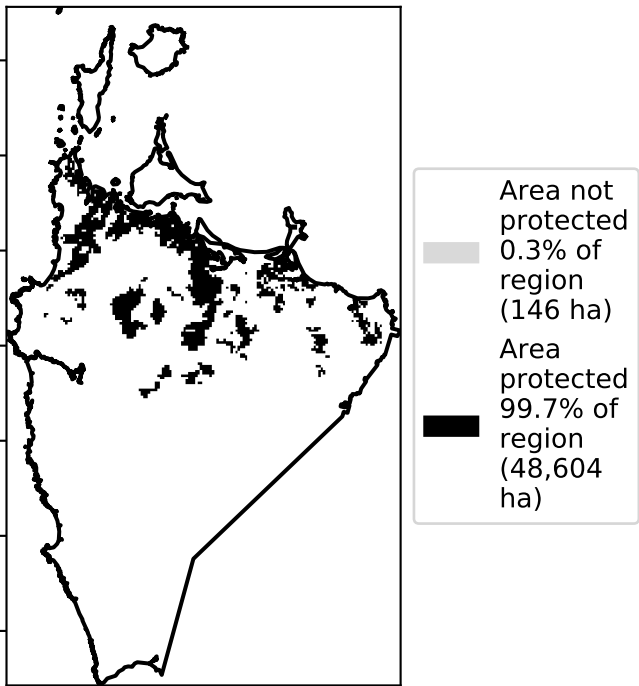 Area not
protected
0.3% of
region
(146 ha)
Area
protected
99.7% of
region
(48,604
ha)